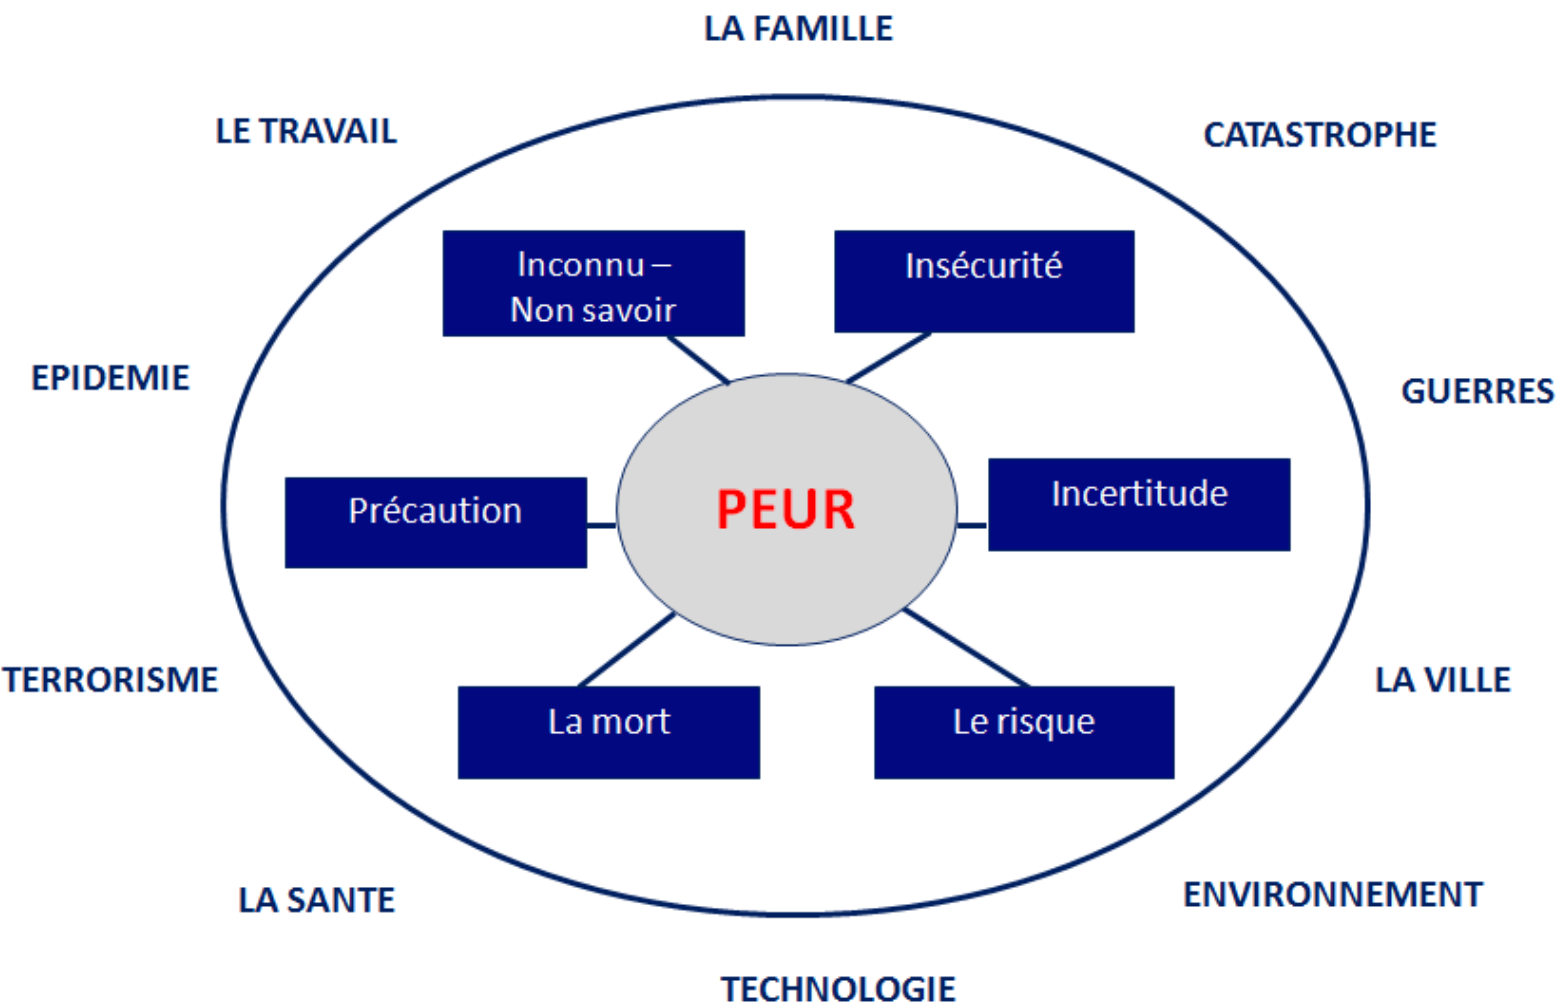 LA FAMILLE
LE TRAVAIL
CATASTROPHE
Inconnu –
Non savoir
Insécurité
EPIDEMIE
GUERRES
Précaution
PEUR
Incertitude
TERRORISME
LA VILLE
La mort
Le risque
LA SANTE
ENVIRONNEMENT
TECHNOLOGIE